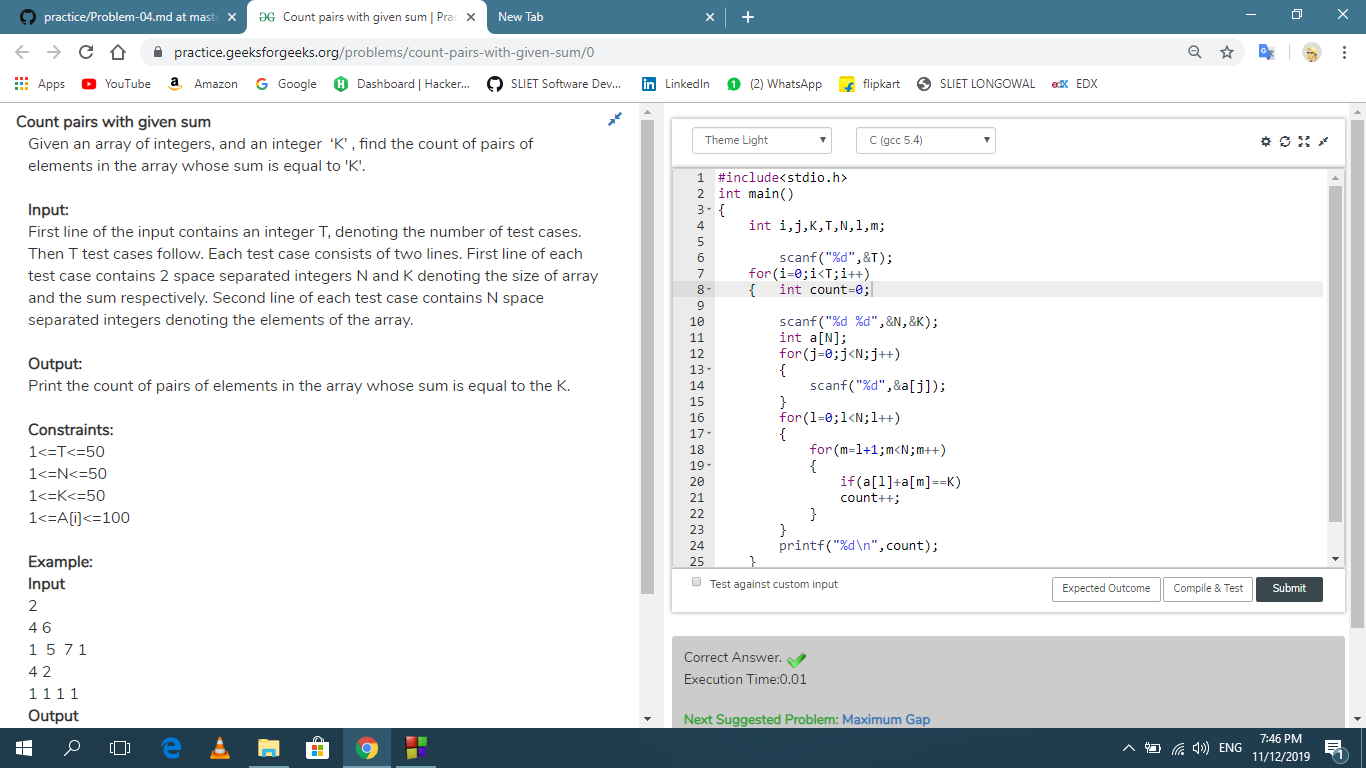 practice/Problem-04.md at mast
Count pairs with given sum | Prac
New Tab
practice.geeksforgeeks.org/problems/count-pairs-with-given-sum/0
Apps YouTube Amazon Google Dashboard | Hacker... SLIET Software Dev... LinkedIn (2) WhatsApp flipkart SLIET LONGOWAL EDX
Count pairs with given sum
Given an array of integers, and an integer ‘K’ , find the count of pairs of
elements in the array whose sum is equal to 'K'.
Input:
First line of the input contains an integer T, denoting the number of test cases.
Then T test cases follow. Each test case consists of two lines. First line of each
test case contains 2 space separated integers N and K denoting the size of array
and the sum respectively. Second line of each test case contains N space
separated integers denoting the elements of the array.
Output:
Print the count of pairs of elements in the array whose sum is equal to the K.
Constraints:
1<=T<=50
1<=N<=50
1<=K<=50
1<=A[i]<=100
Example:
Input
2
4 6
1 5 7 1
4 2
1 1 1 1
Output
Theme Light
C (gcc 5.4)
1 #include<stdio.h>
2 int main()
3 {
4 int i,j,K,T,N,l,m;
5
6 scanf("%d",&T);
7 for(i=0;i<T;i++)
8 { int count=0;
9
10 scanf("%d %d",&N,&K);
11 int a[N];
12 for(j=0;j<N;j++)
13 {
14 scanf("%d",&a[j]);
15 }
16 for(l=0;l<N;l++)
17 {
18 for(m=l+1;m<N;m++)
19 {
20 if(a[l]+a[m]==K)
21 count++;
22 }
23 }
24 printf("%d\n",count);
25 }
Test against custom input
Expected Outcome
Compile & Test
Submit
Correct Answer.
Execution Time:0.01
Next Suggested Problem: Maximum Gap
ENG
7:46 PM
11/12/2019
1